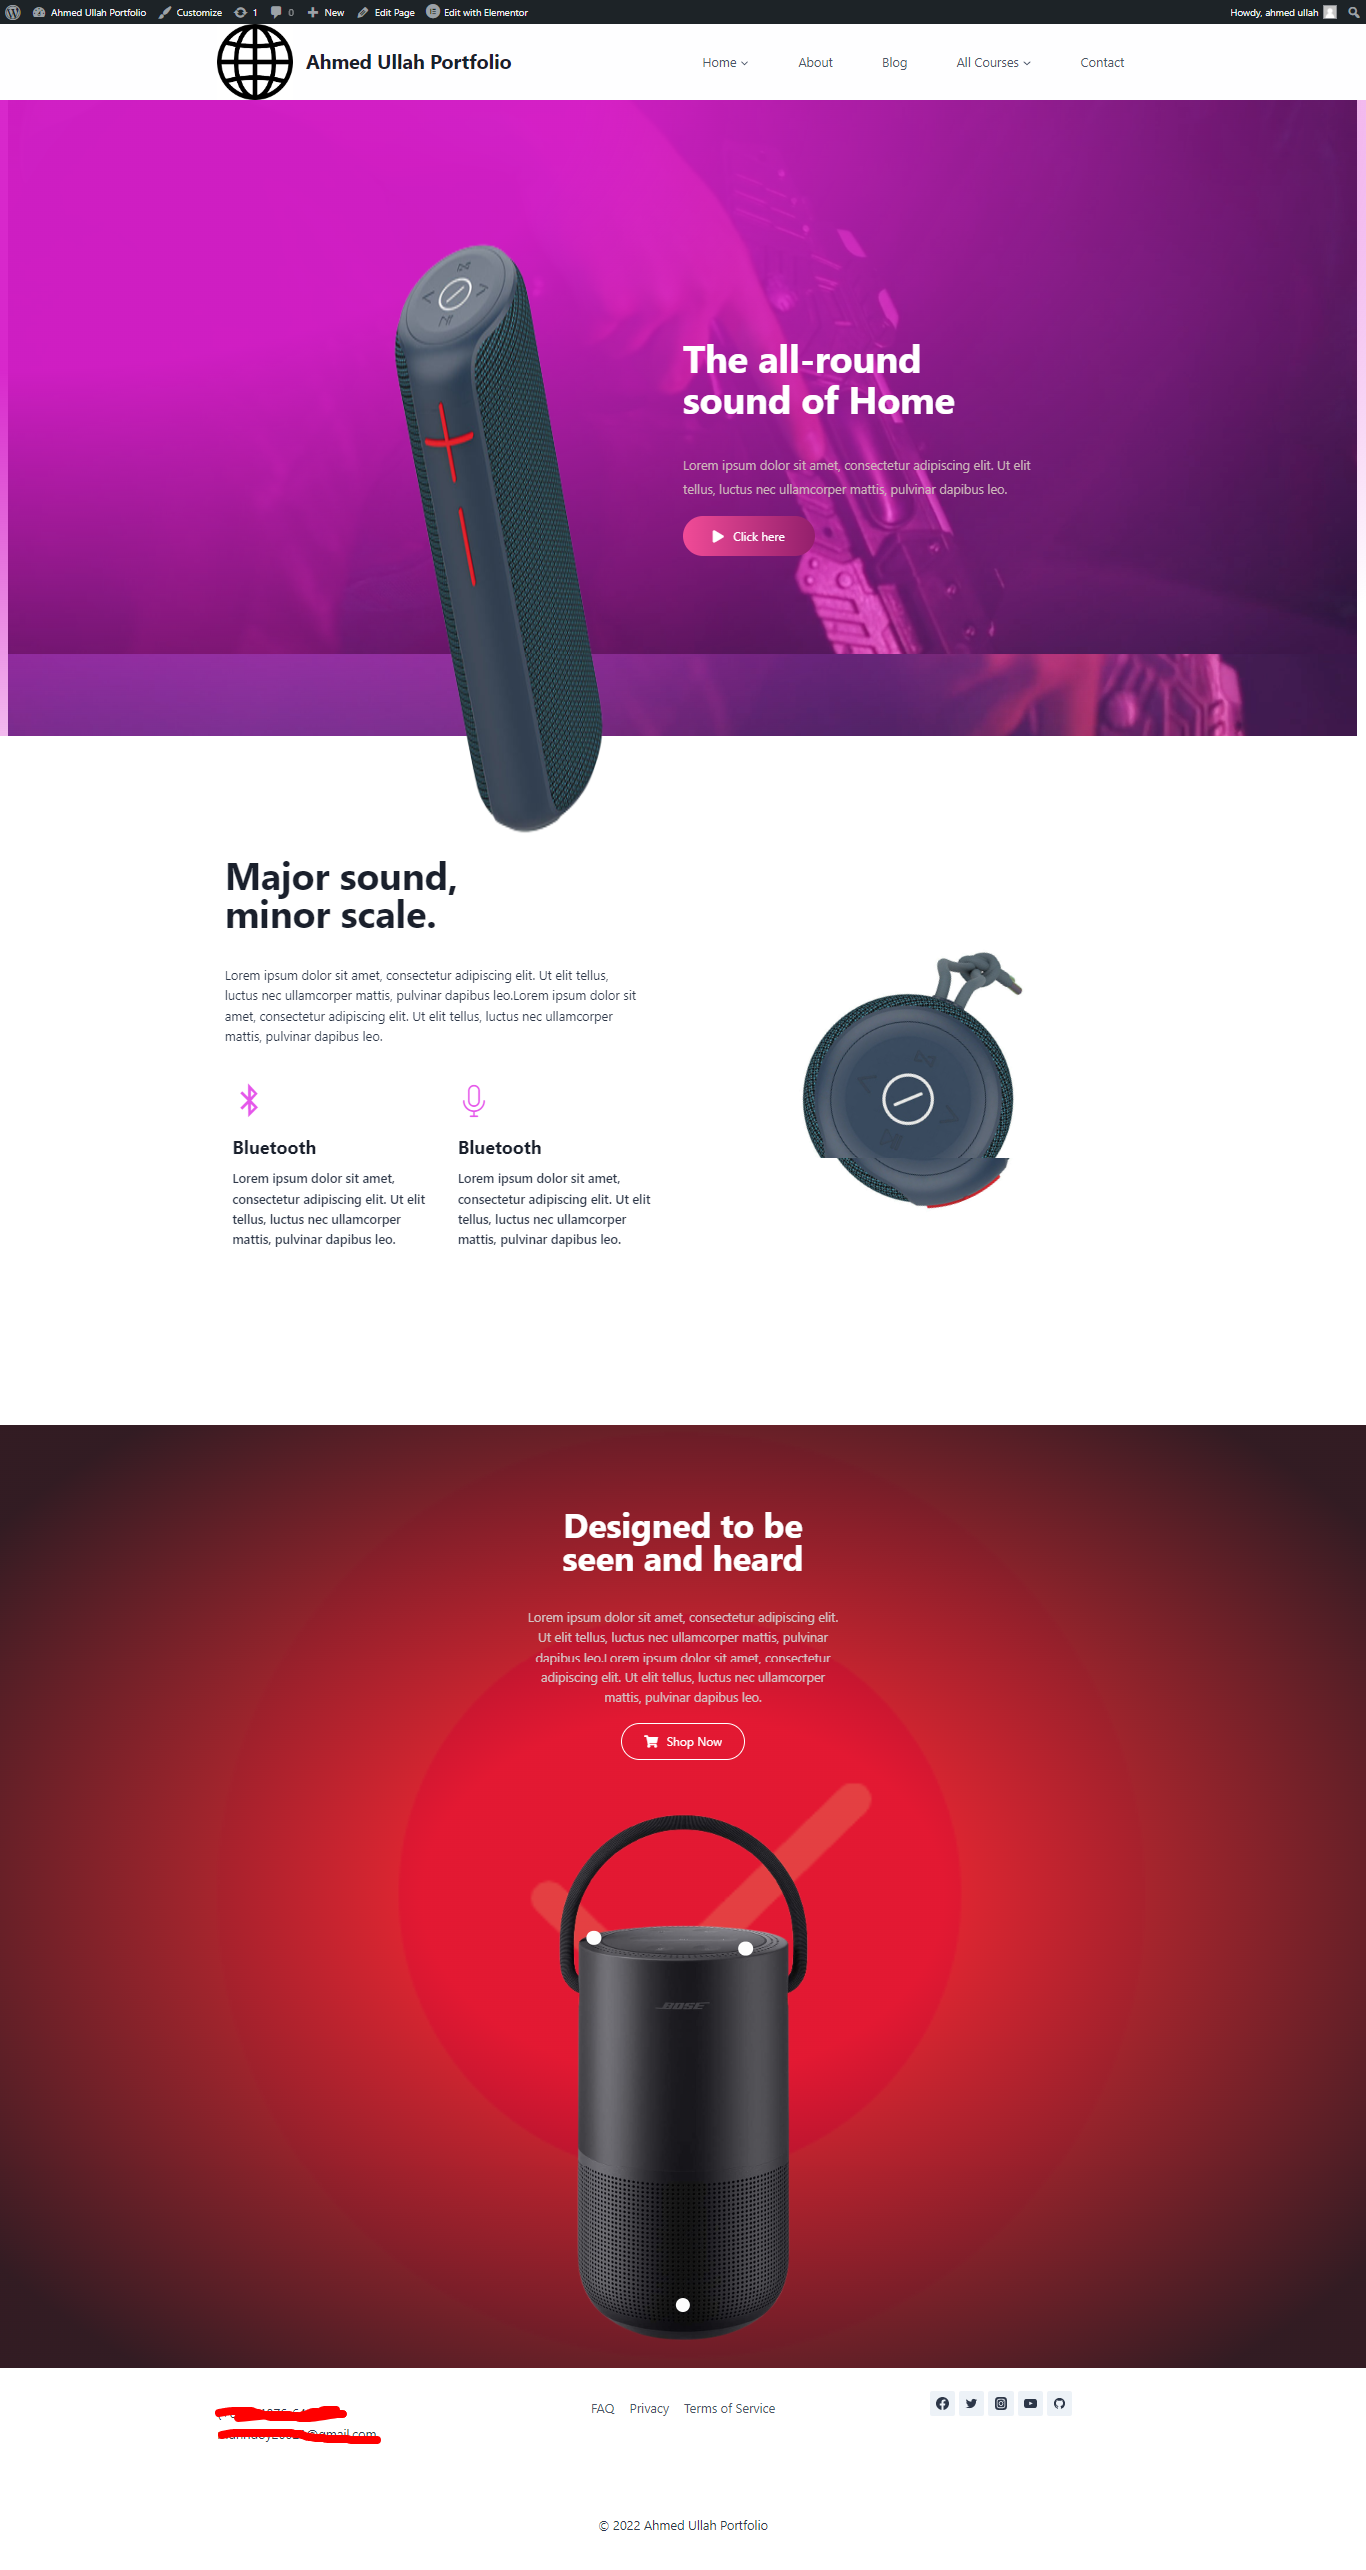 Ahmed Ullah Portfolio Customize 1 0 New Edit Page Edit with Elementor Howdy, ahmed ullah
Ahmed Ullah Portfolio
Home About Blog All Courses Contact
The all-round
sound of Home
Lorem ipsum dolor sit amet, consectetur adipiscing elit. Ut elit
tellus, luctus nec ullamcorper mattis, pulvinar dapibus leo.
Click here
Major sound,
minor scale.
Lorem ipsum dolor sit amet, consectetur adipiscing elit. Ut elit tellus,
luctus nec ullamcorper mattis, pulvinar dapibus leo.Lorem ipsum dolor sit
amet, consectetur adipiscing elit. Ut elit tellus, luctus nec ullamcorper
mattis, pulvinar dapibus leo.
Bluetooth
Lorem ipsum dolor sit amet,
consectetur adipiscing elit. Ut elit
tellus, luctus nec ullamcorper
mattis, pulvinar dapibus leo.
Bluetooth
Lorem ipsum dolor sit amet,
consectetur adipiscing elit. Ut elit
tellus, luctus nec ullamcorper
mattis, pulvinar dapibus leo.
Designed to be
seen and heard
Lorem ipsum dolor sit amet, consectetur adipiscing elit.
Ut elit tellus, luctus nec ullamcorper mattis, pulvinar
dapibus leo.Lorem ipsum dolor sit amet, consectetur
adipiscing elit. Ut elit tellus, luctus nec ullamcorper
mattis, pulvinar dapibus leo.
Shop Now
BOSE
@gmail.com
FAQ Privacy Terms of Service
© 2022 Ahmed Ullah Portfolio